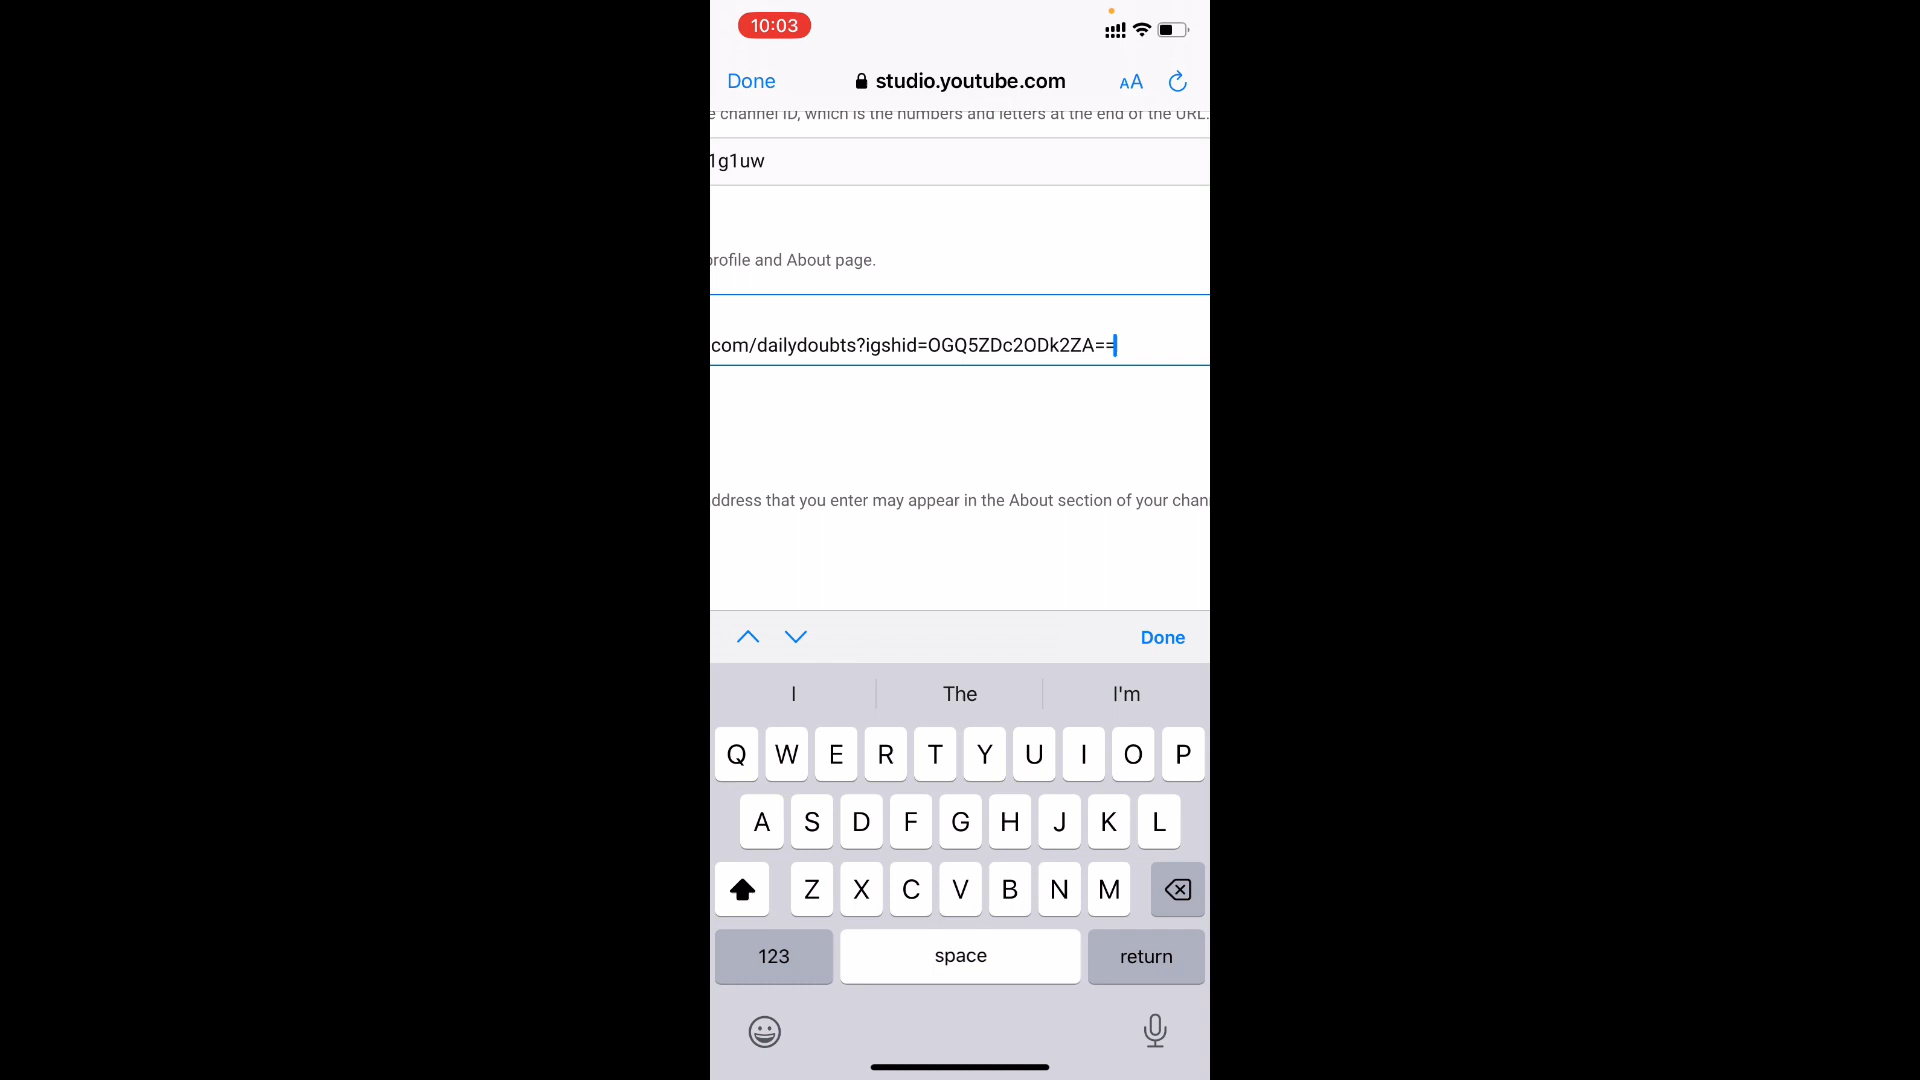 10:03
Done
studio.youtube.com
AA
e channel ID, which is the numbers and letters at the end of the URL.
1g1uw
profile and About page.
com/dailydoubts?igshid=OGQ5ZDc2ODk2ZA==
ddress that you enter may appear in the About section of your chan
Done
I The I'm
Q W E R T Y U I O P
A S D F G H J K L
Z X C V B N M
123 space return